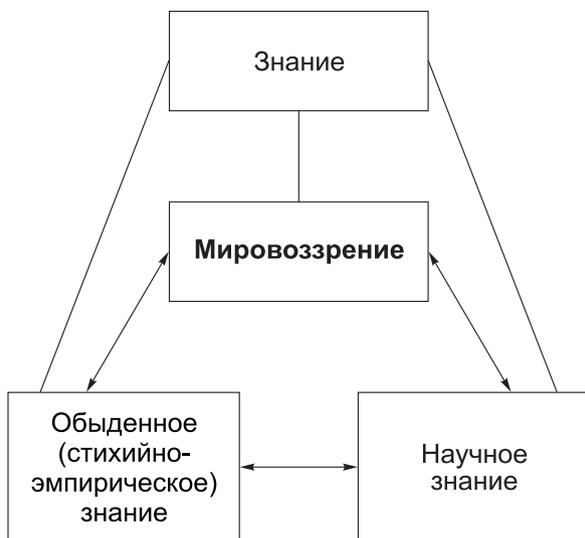 Знание
Мировоззрение
Обыденное
(стихийно-
эмпирическое)
знание
Научное
знание